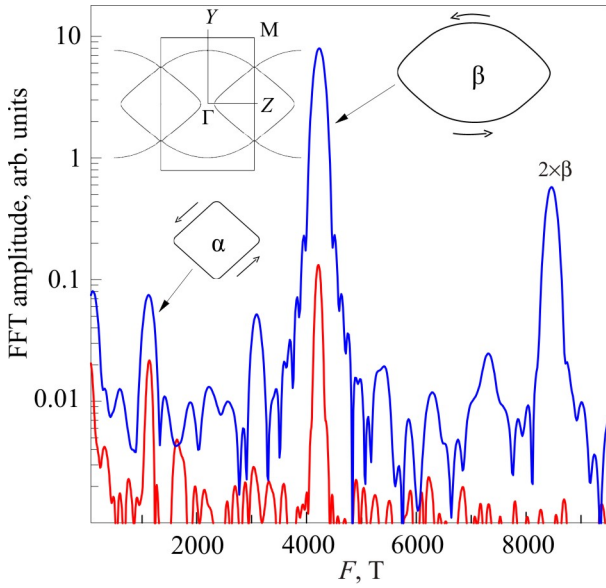 FFT amplitude, arb. units
10
1
0.1
0.01
Y
M
Γ
Z
β
2×β
α
2000
4000
6000
8000
F, T